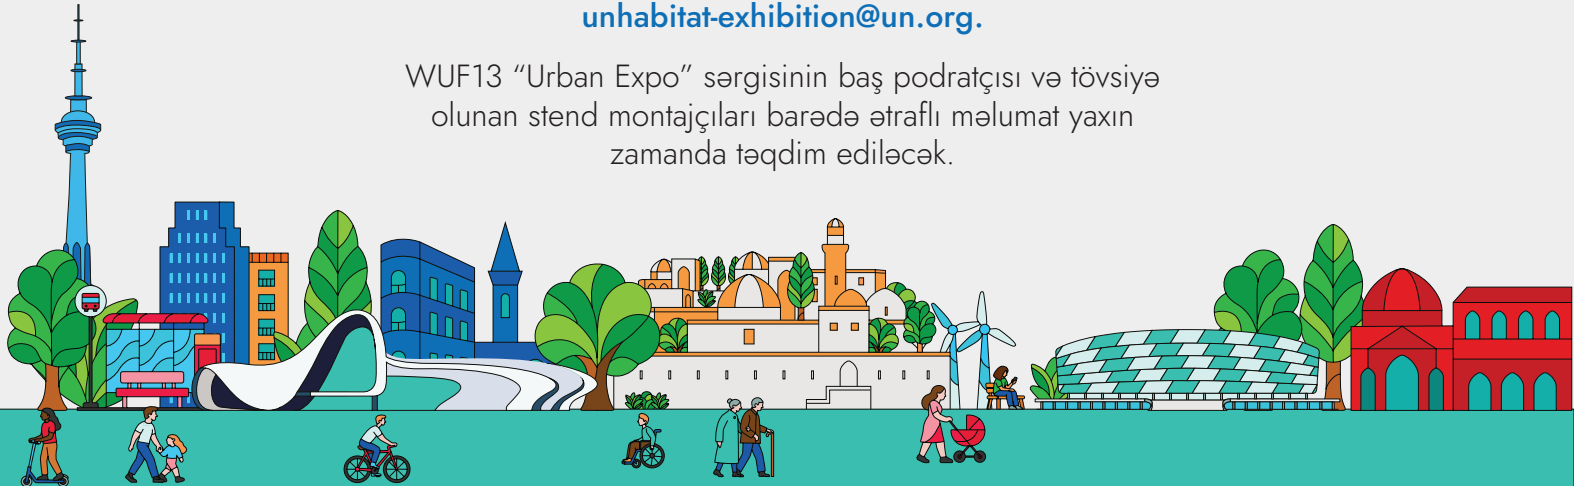 unhabitat-exhibition@un.org.
WUF13 “Urban Expo” sərgisinin baş podratçısı və tövsiyə
olunan stend montajçıları barədə ətraflı məlumat yaxın
zamanda təqdim ediləcək.